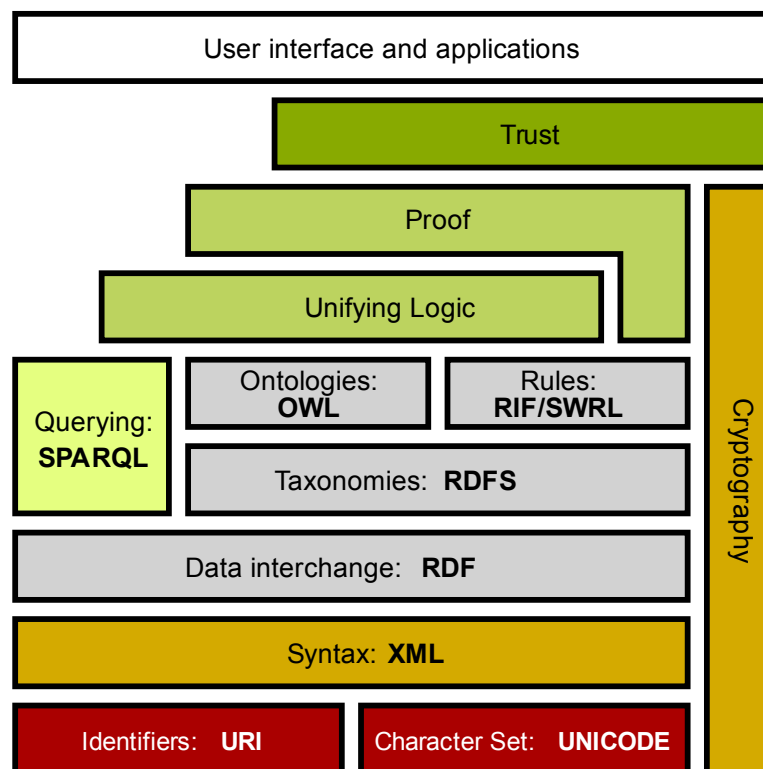 User interface and applications
Trust
Proof
Unifying Logic
Ontologies:
OWL
Rules:
RIF/SWRL
Querying:
SPARQL
Taxonomies: RDFS
Cryptography
Data interchange: RDF
Syntax: XML
Identifiers: URI
Character Set: UNICODE